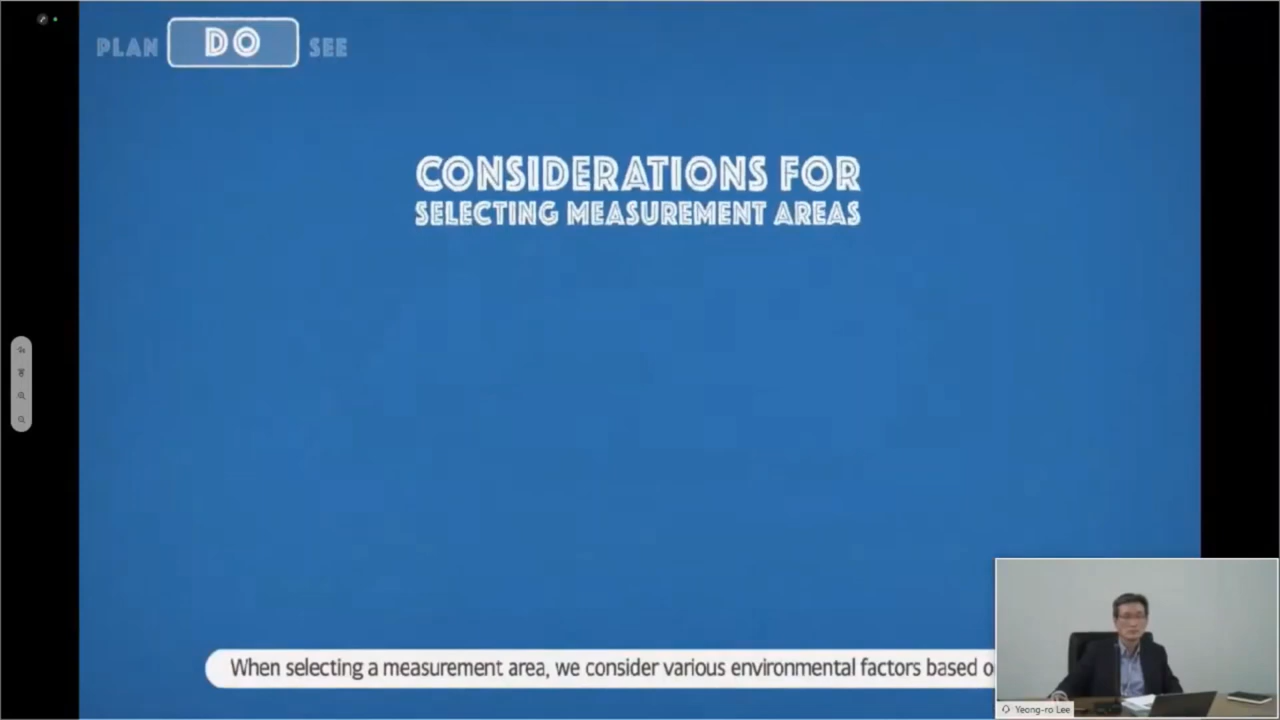 PLAN DO SEE
CONSIDERATIONS FOR
SELECTING MEASUREMENT AREAS
When selecting a measurement area, we consider various environmental factors based o
Yeong-ro Lee